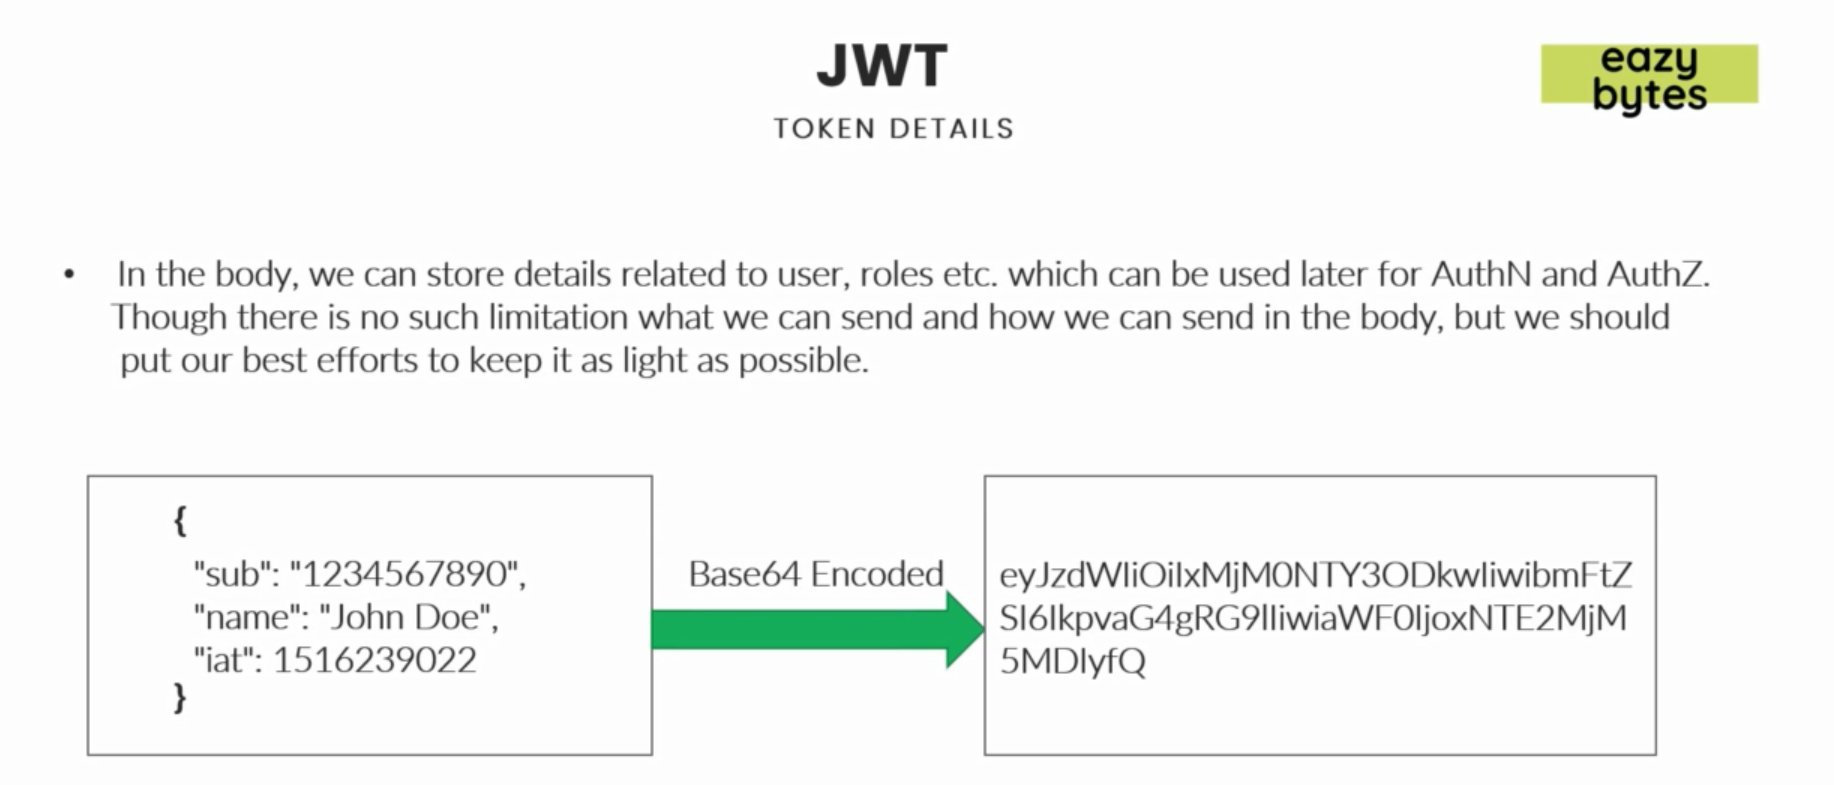 JWT
eazy
bytes
TOKEN DETAILS
• In the body, we can store details related to user, roles etc. which can be used later for AuthN and AuthZ.
Though there is no such limitation what we can send and how we can send in the body, but we should
put our best efforts to keep it as light as possible.
{
"sub": "1234567890",
"name": "John Doe",
"iat": 1516239022
}
Base64 Encoded
eyJzdWIiOiIxMjM0NTY3ODkwIiwibmFtZ
SI6IkpvaG4gRG9lIiwiaWF0IjoxNTE2MjM
5MDIyfQ